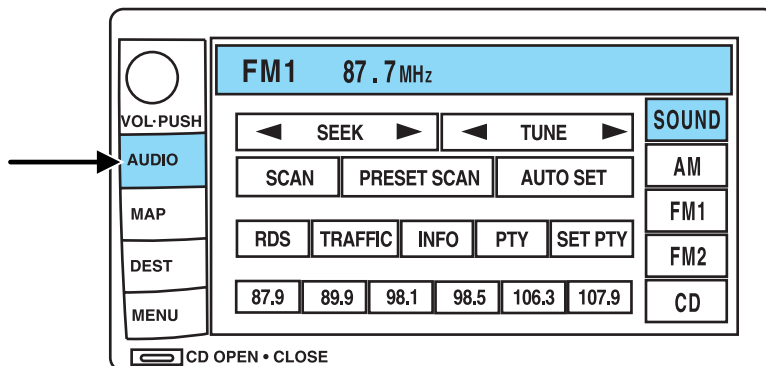 FM1 87.7 MHz
VOL·PUSH
AUDIO
MAP
DEST
MENU
◀ SEEK ▶ ◀ TUNE ▶
SCAN PRESET SCAN AUTO SET
RDS TRAFFIC INFO PTY SET PTY
87.9 89.9 98.1 98.5 106.3 107.9
SOUND
AM
FM1
FM2
CD
CD OPEN • CLOSE